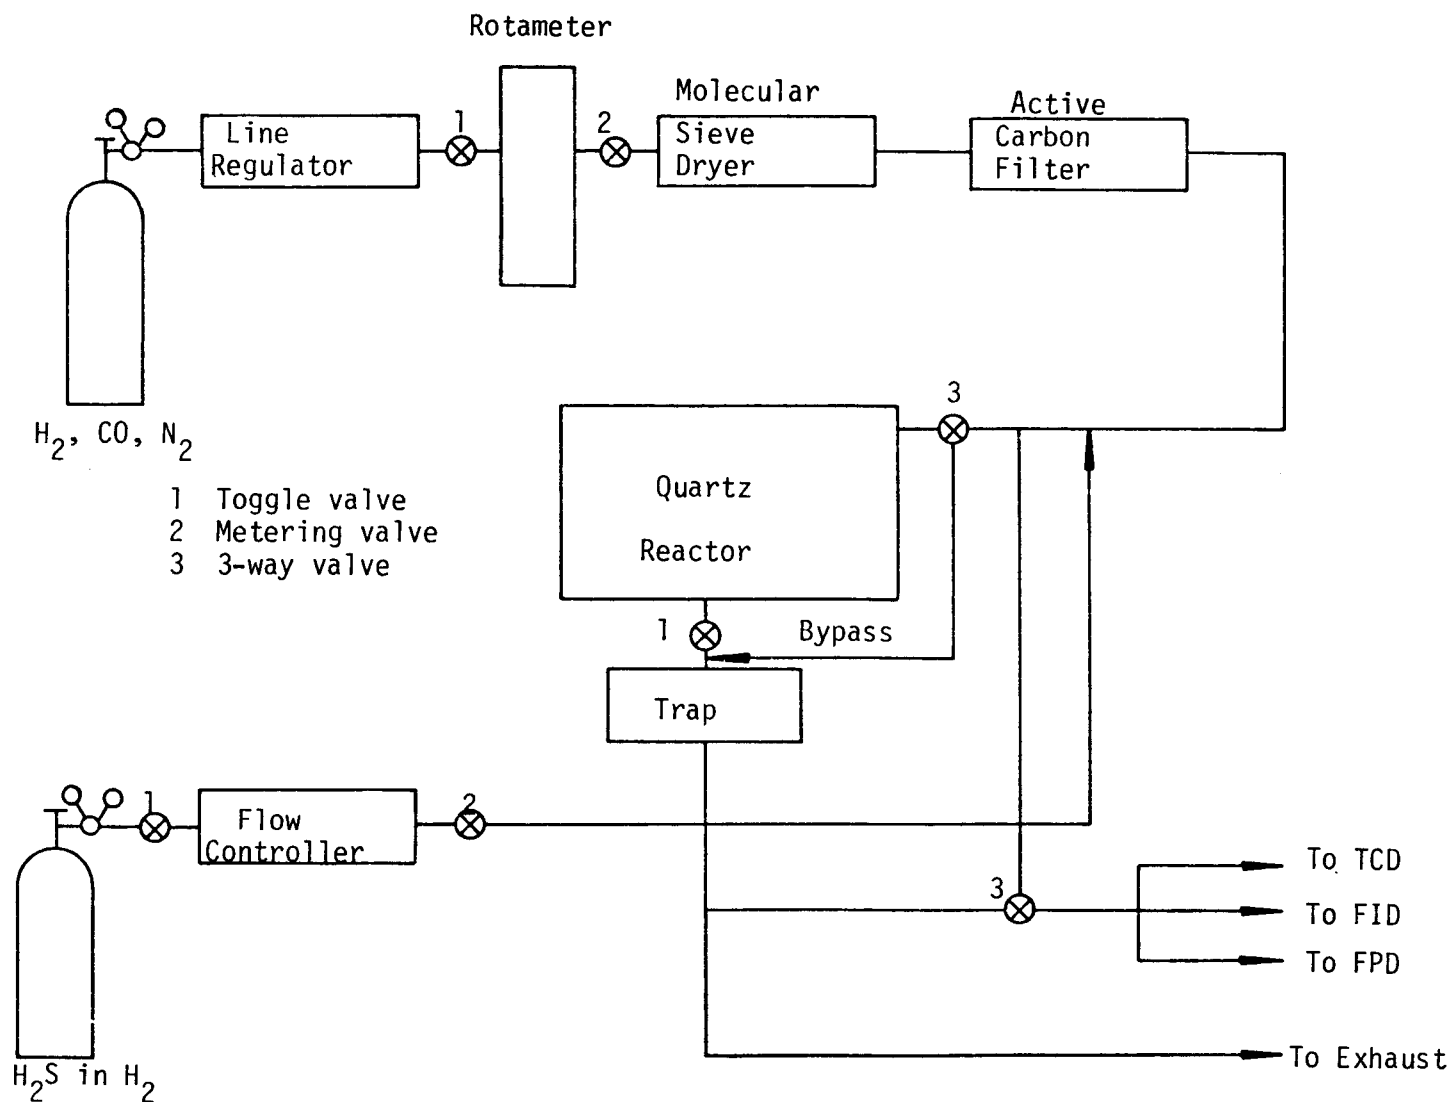 Rotameter
Molecular
Active
1
2
Line
Regulator
Sieve
Dryer
Carbon
Filter
3
H2, CO, N2
Quartz
Reactor
1 Toggle valve
2 Metering valve
3 3-way valve
1
Bypass
Trap
1
2
Flow
Controller
3
To TCD
To FID
To FPD
To Exhaust
H2S in H2